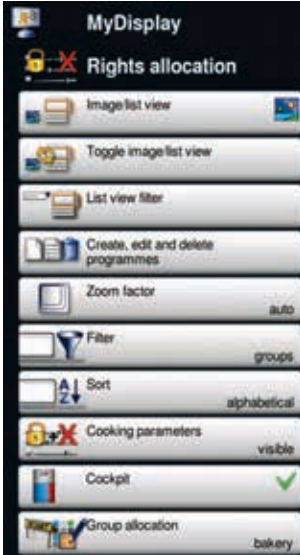 MyDisplay
Rights allocation
Image/list view
Toggle image/list view
List view filter
Create, edit and delete
programmes
Zoom factor
auto
Filter
groups
A
Z
Sort
alphabetical
Cooking parameters
visible
Cockpit
Group allocation
bakery